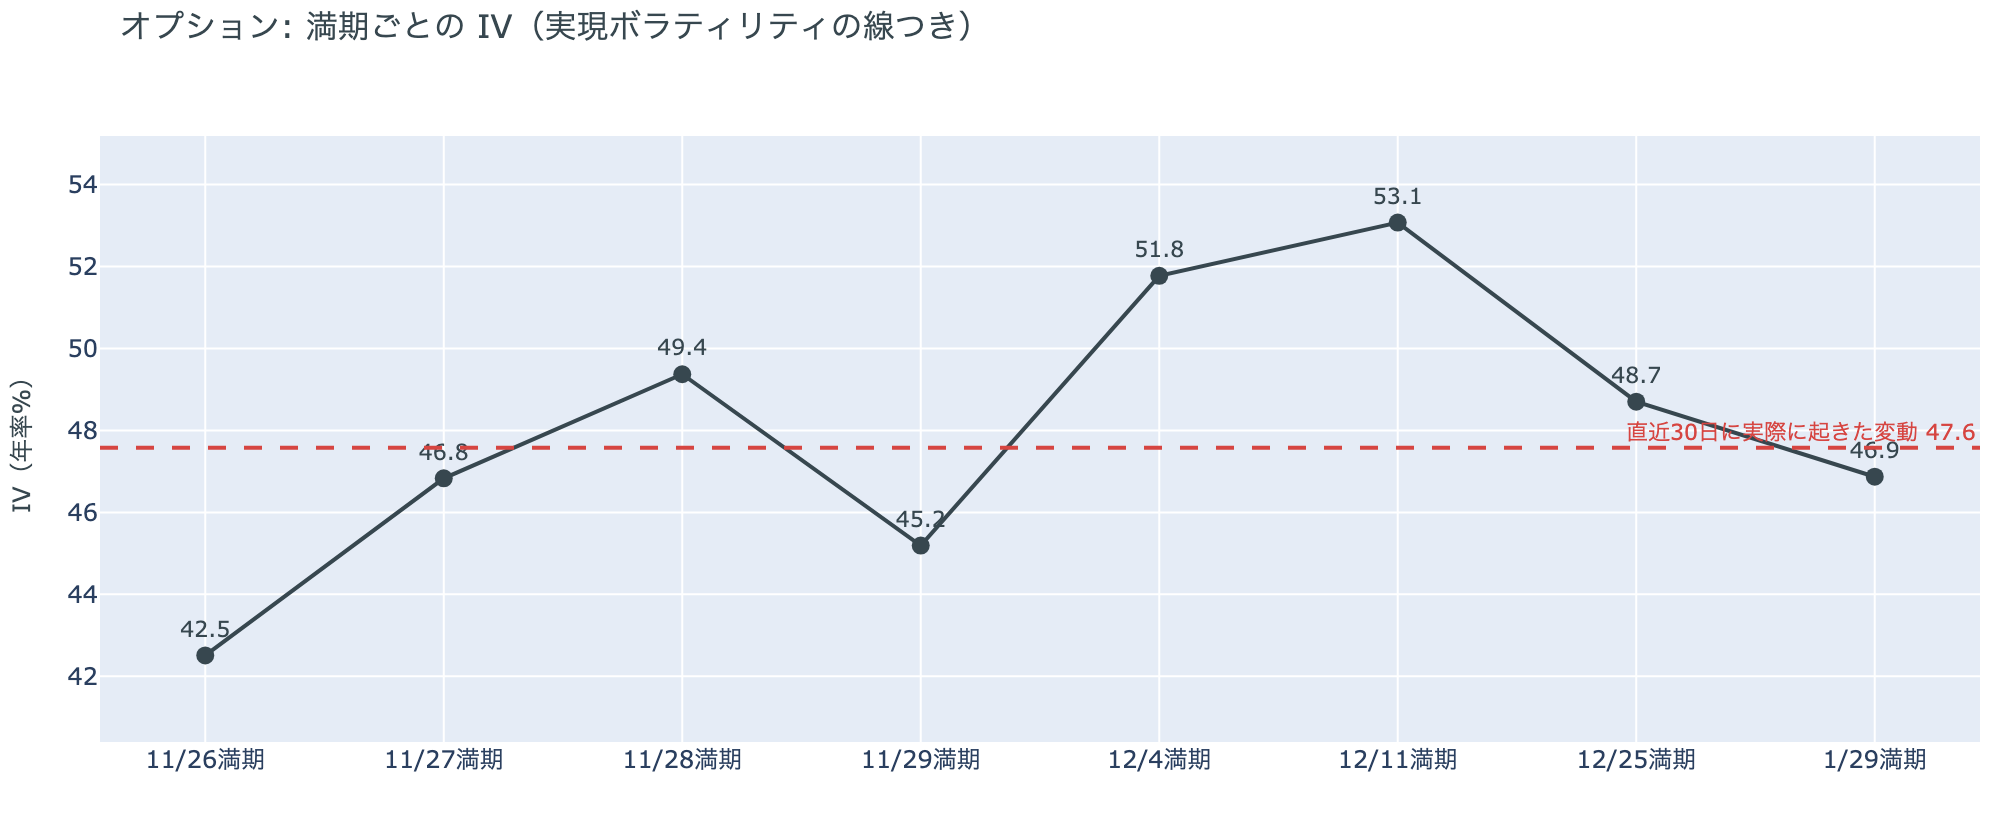 オプション: 満期ごとの IV（実現ボラティリティの線つき）
IV（年率%）
54
52
50
48
46
44
42
42.5
46.8
49.4
45.2
51.8
53.1
48.7
46.9
直近30日に実際に起きた変動 47.6
11/26満期
11/27満期
11/28満期
11/29満期
12/4満期
12/11満期
12/25満期
1/29満期